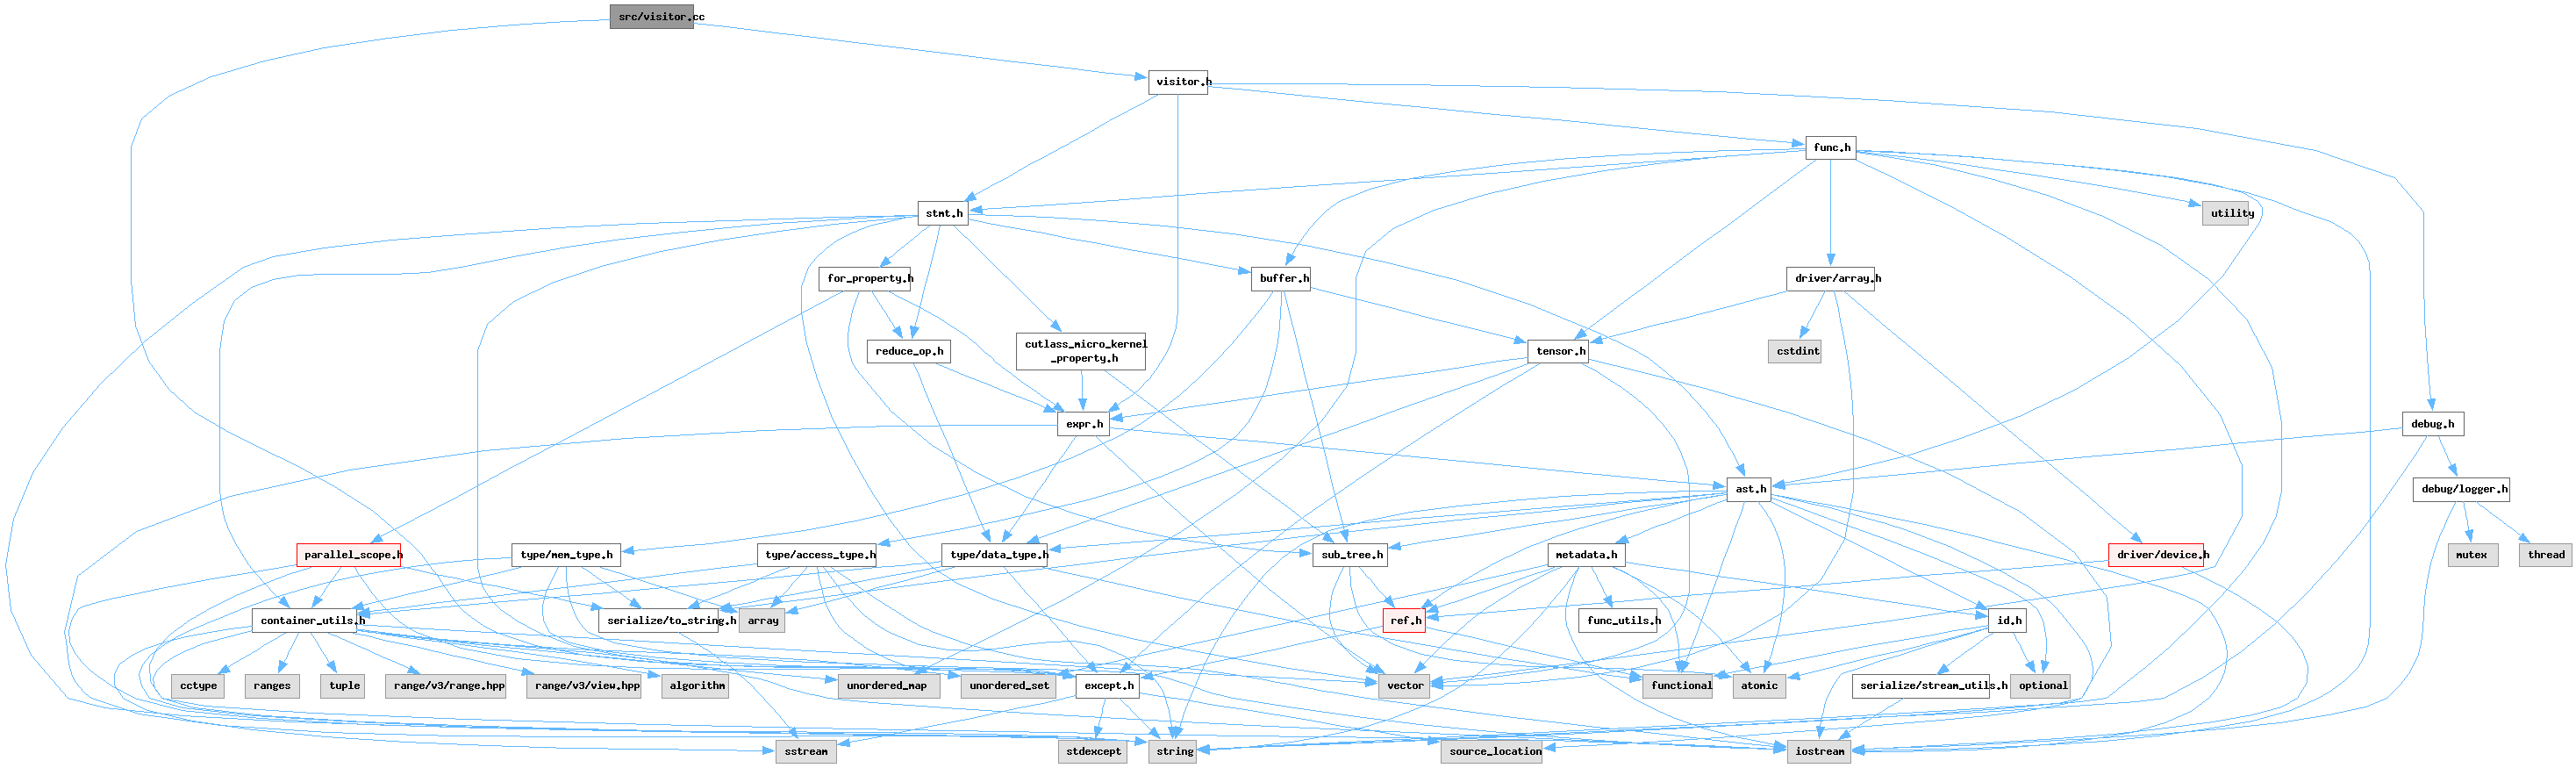 src/visitor.cc
visitor.h
func.h
stmt.h
utility
for_property.h
buffer.h
driver/array.h
reduce_op.h
cutlass_micro_kernel
_property.h
tensor.h
cstdint
expr.h
debug.h
ast.h
debug/logger.h
parallel_scope.h
type/mem_type.h
type/access_type.h
type/data_type.h
sub_tree.h
metadata.h
driver/device.h
mutex
thread
container_utils.h
serialize/to_string.h
array
ref.h
func_utils.h
id.h
cctype
ranges
tuple
range/v3/range.hpp
range/v3/view.hpp
algorithm
unordered_map
unordered_set
except.h
vector
functional
atomic
serialize/stream_utils.h
optional
sstream
stdexcept
string
source_location
iostream